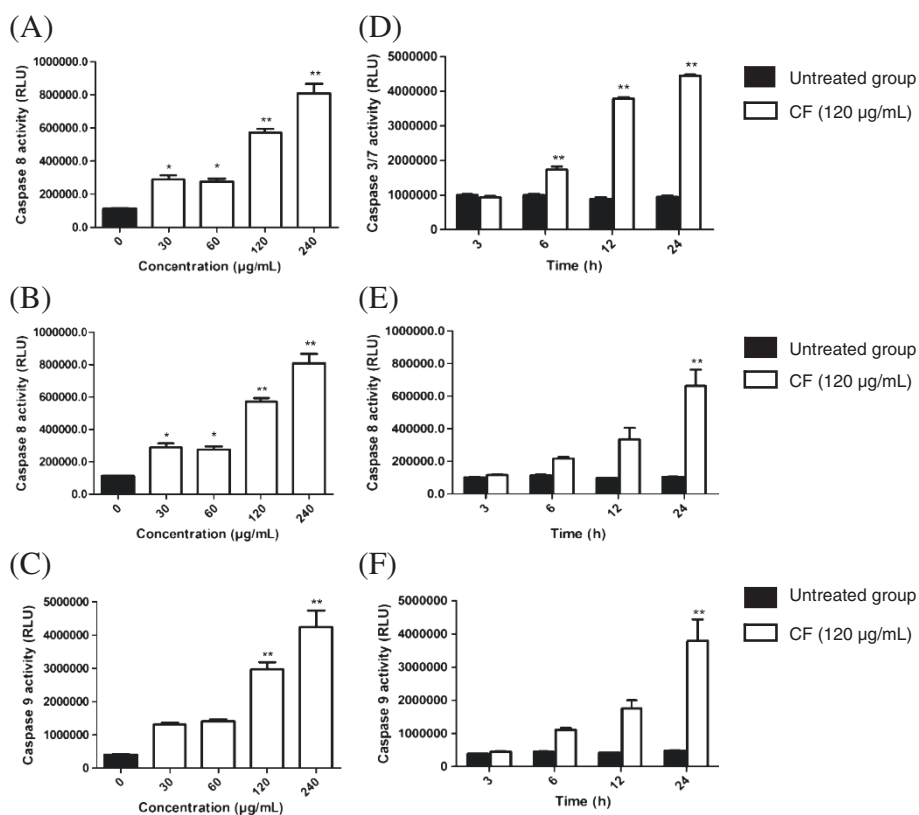 (A)
Caspase 8 activity (RLU)
1000000.0
800000.0
600000.0
400000.0
200000.0
0.0
* * ** **
0 30 60 120 240
Concentration (µg/mL)
(D)
Caspase 3/7 activity (RLU)
5000000
4000000
3000000
2000000
1000000
0
** ** **
3 6 12 24
Time (h)
Untreated group
CF (120 µg/mL)
(B)
Caspase 8 activity (RLU)
1000000.0
800000.0
600000.0
400000.0
200000.0
0.0
* * ** **
0 30 60 120 240
Concentration (µg/mL)
(E)
Caspase 8 activity (RLU)
1000000.0
800000.0
600000.0
400000.0
200000.0
0.0
**
3 6 12 24
Time (h)
Untreated group
CF (120 µg/mL)
(C)
Caspase 9 activity (RLU)
5000000
4000000
3000000
2000000
1000000
0
** **
0 30 60 120 240
Concentration (µg/mL)
(F)
Caspase 9 activity (RLU)
5000000
4000000
3000000
2000000
1000000
0
**
3 6 12 24
Time (h)
Untreated group
CF (120 µg/mL)